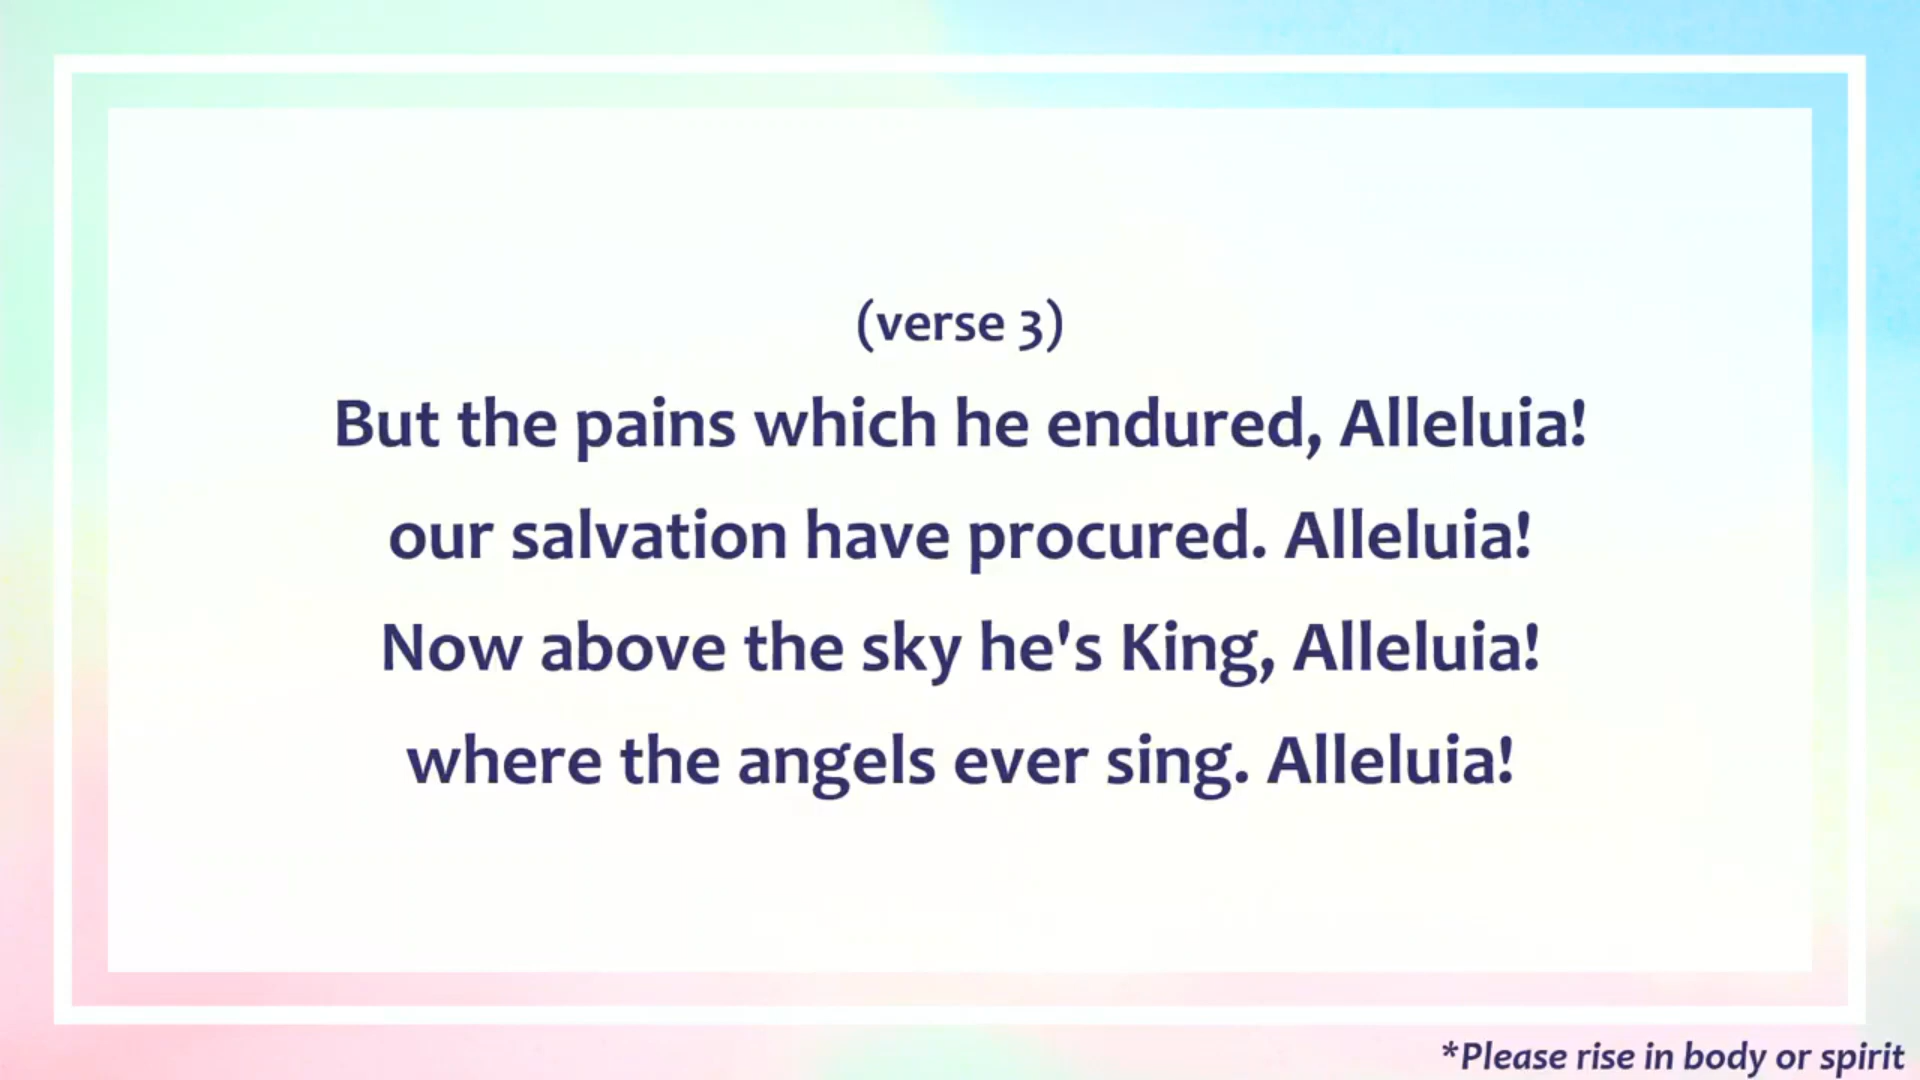 (verse 3)
But the pains which he endured, Alleluia!
our salvation have procured. Alleluia!
Now above the sky he's King, Alleluia!
where the angels ever sing. Alleluia!
*Please rise in body or spirit